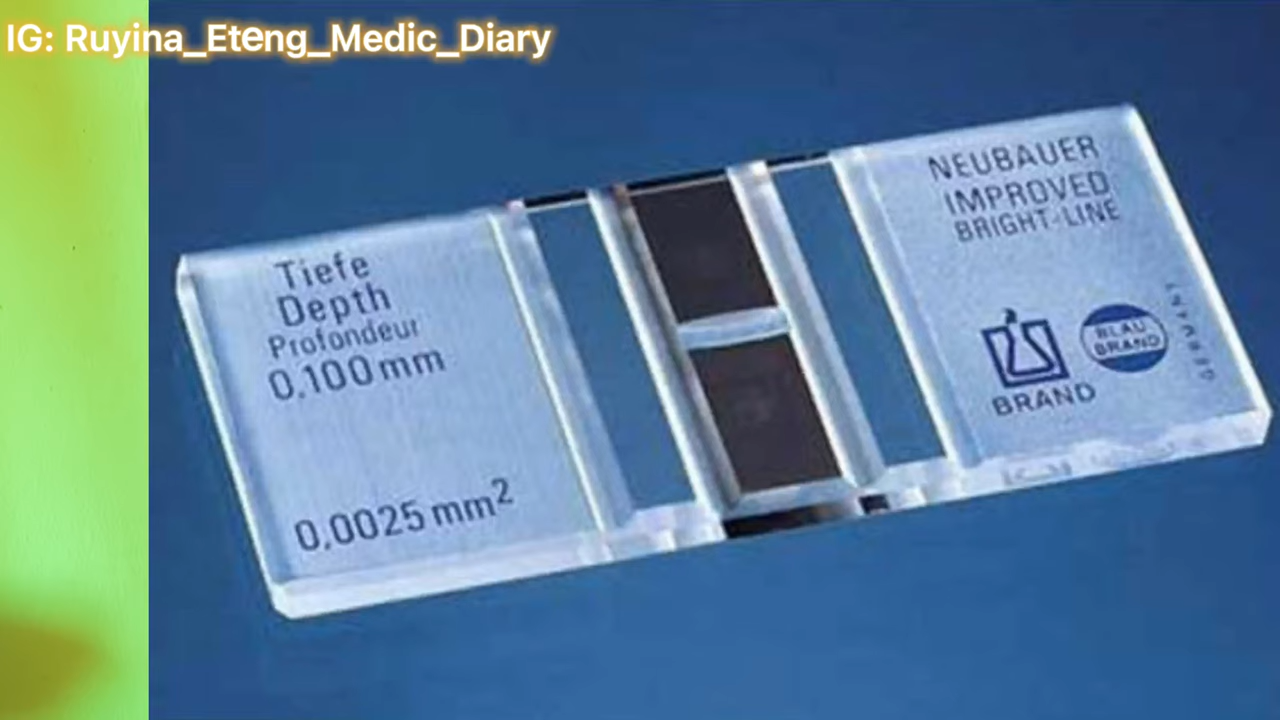 IG: Ruyina_Eteng_Medic_Diary
Tiefe
Depth
Profondeur
0,100 mm
0,0025 mm²
NEUBAUER
IMPROVED
BRIGHT-LINE
BRAND
BLAU
BRAND
GERMANY